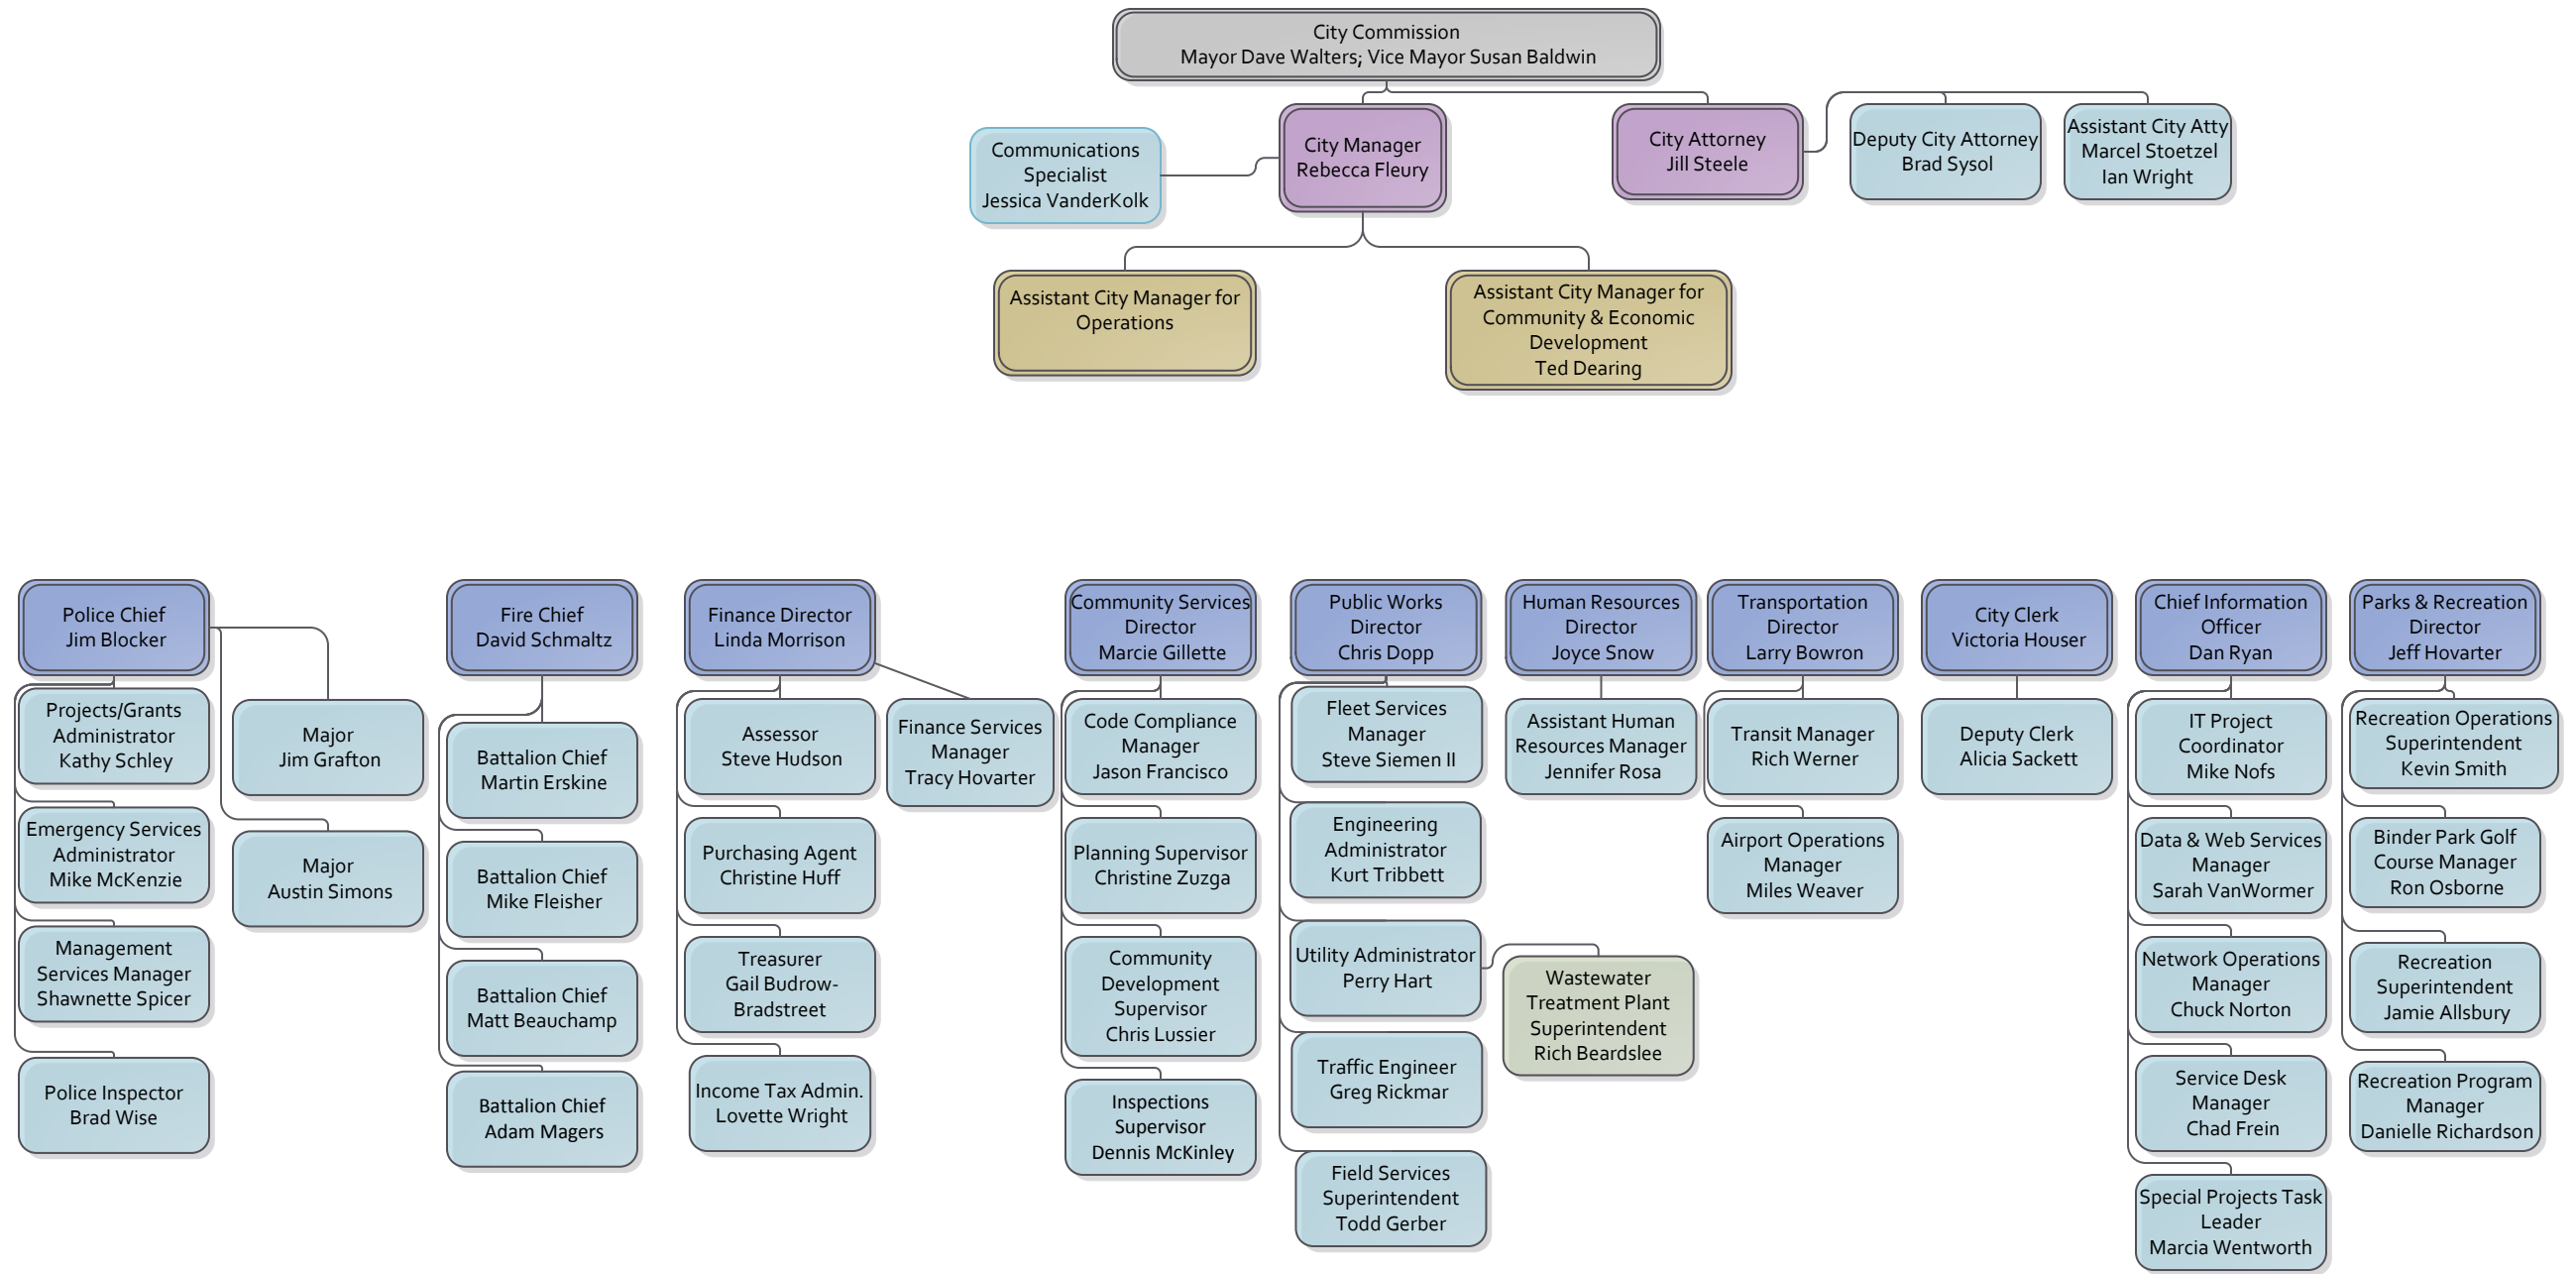 City Commission
Mayor Dave Walters; Vice Mayor Susan Baldwin
Communications
Specialist
Jessica VanderKolk
City Manager
Rebecca Fleury
City Attorney
Jill Steele
Deputy City Attorney
Brad Sysol
Assistant City Atty
Marcel Stoetzel
Ian Wright
Assistant City Manager for
Operations
Assistant City Manager for
Community & Economic
Development
Ted Dearing
Police Chief
Jim Blocker
Projects/Grants
Administrator
Kathy Schley
Emergency Services
Administrator
Mike McKenzie
Management
Services Manager
Shawnette Spicer
Police Inspector
Brad Wise
Major
Jim Grafton
Major
Austin Simons
Fire Chief
David Schmaltz
Battalion Chief
Martin Erskine
Battalion Chief
Mike Fleisher
Battalion Chief
Matt Beauchamp
Battalion Chief
Adam Magers
Finance Director
Linda Morrison
Assessor
Steve Hudson
Purchasing Agent
Christine Huff
Treasurer
Gail Budrow-
Bradstreet
Income Tax Admin.
Lovette Wright
Finance Services
Manager
Tracy Hovarter
Community Services
Director
Marcie Gillette
Code Compliance
Manager
Jason Francisco
Planning Supervisor
Christine Zuzga
Community
Development
Supervisor
Chris Lussier
Inspections
Supervisor
Dennis McKinley
Public Works
Director
Chris Dopp
Fleet Services
Manager
Steve Siemen II
Engineering
Administrator
Kurt Tribbett
Utility Administrator
Perry Hart
Traffic Engineer
Greg Rickmar
Field Services
Superintendent
Todd Gerber
Wastewater
Treatment Plant
Superintendent
Rich Beardslee
Human Resources
Director
Joyce Snow
Assistant Human
Resources Manager
Jennifer Rosa
Transportation
Director
Larry Bowron
Transit Manager
Rich Werner
Airport Operations
Manager
Miles Weaver
City Clerk
Victoria Houser
Deputy Clerk
Alicia Sackett
Chief Information
Officer
Dan Ryan
IT Project
Coordinator
Mike Nofs
Data & Web Services
Manager
Sarah VanWormer
Network Operations
Manager
Chuck Norton
Service Desk
Manager
Chad Frein
Special Projects Task
Leader
Marcia Wentworth
Parks & Recreation
Director
Jeff Hovarter
Recreation Operations
Superintendent
Kevin Smith
Binder Park Golf
Course Manager
Ron Osborne
Recreation
Superintendent
Jamie Allsbury
Recreation Program
Manager
Danielle Richardson